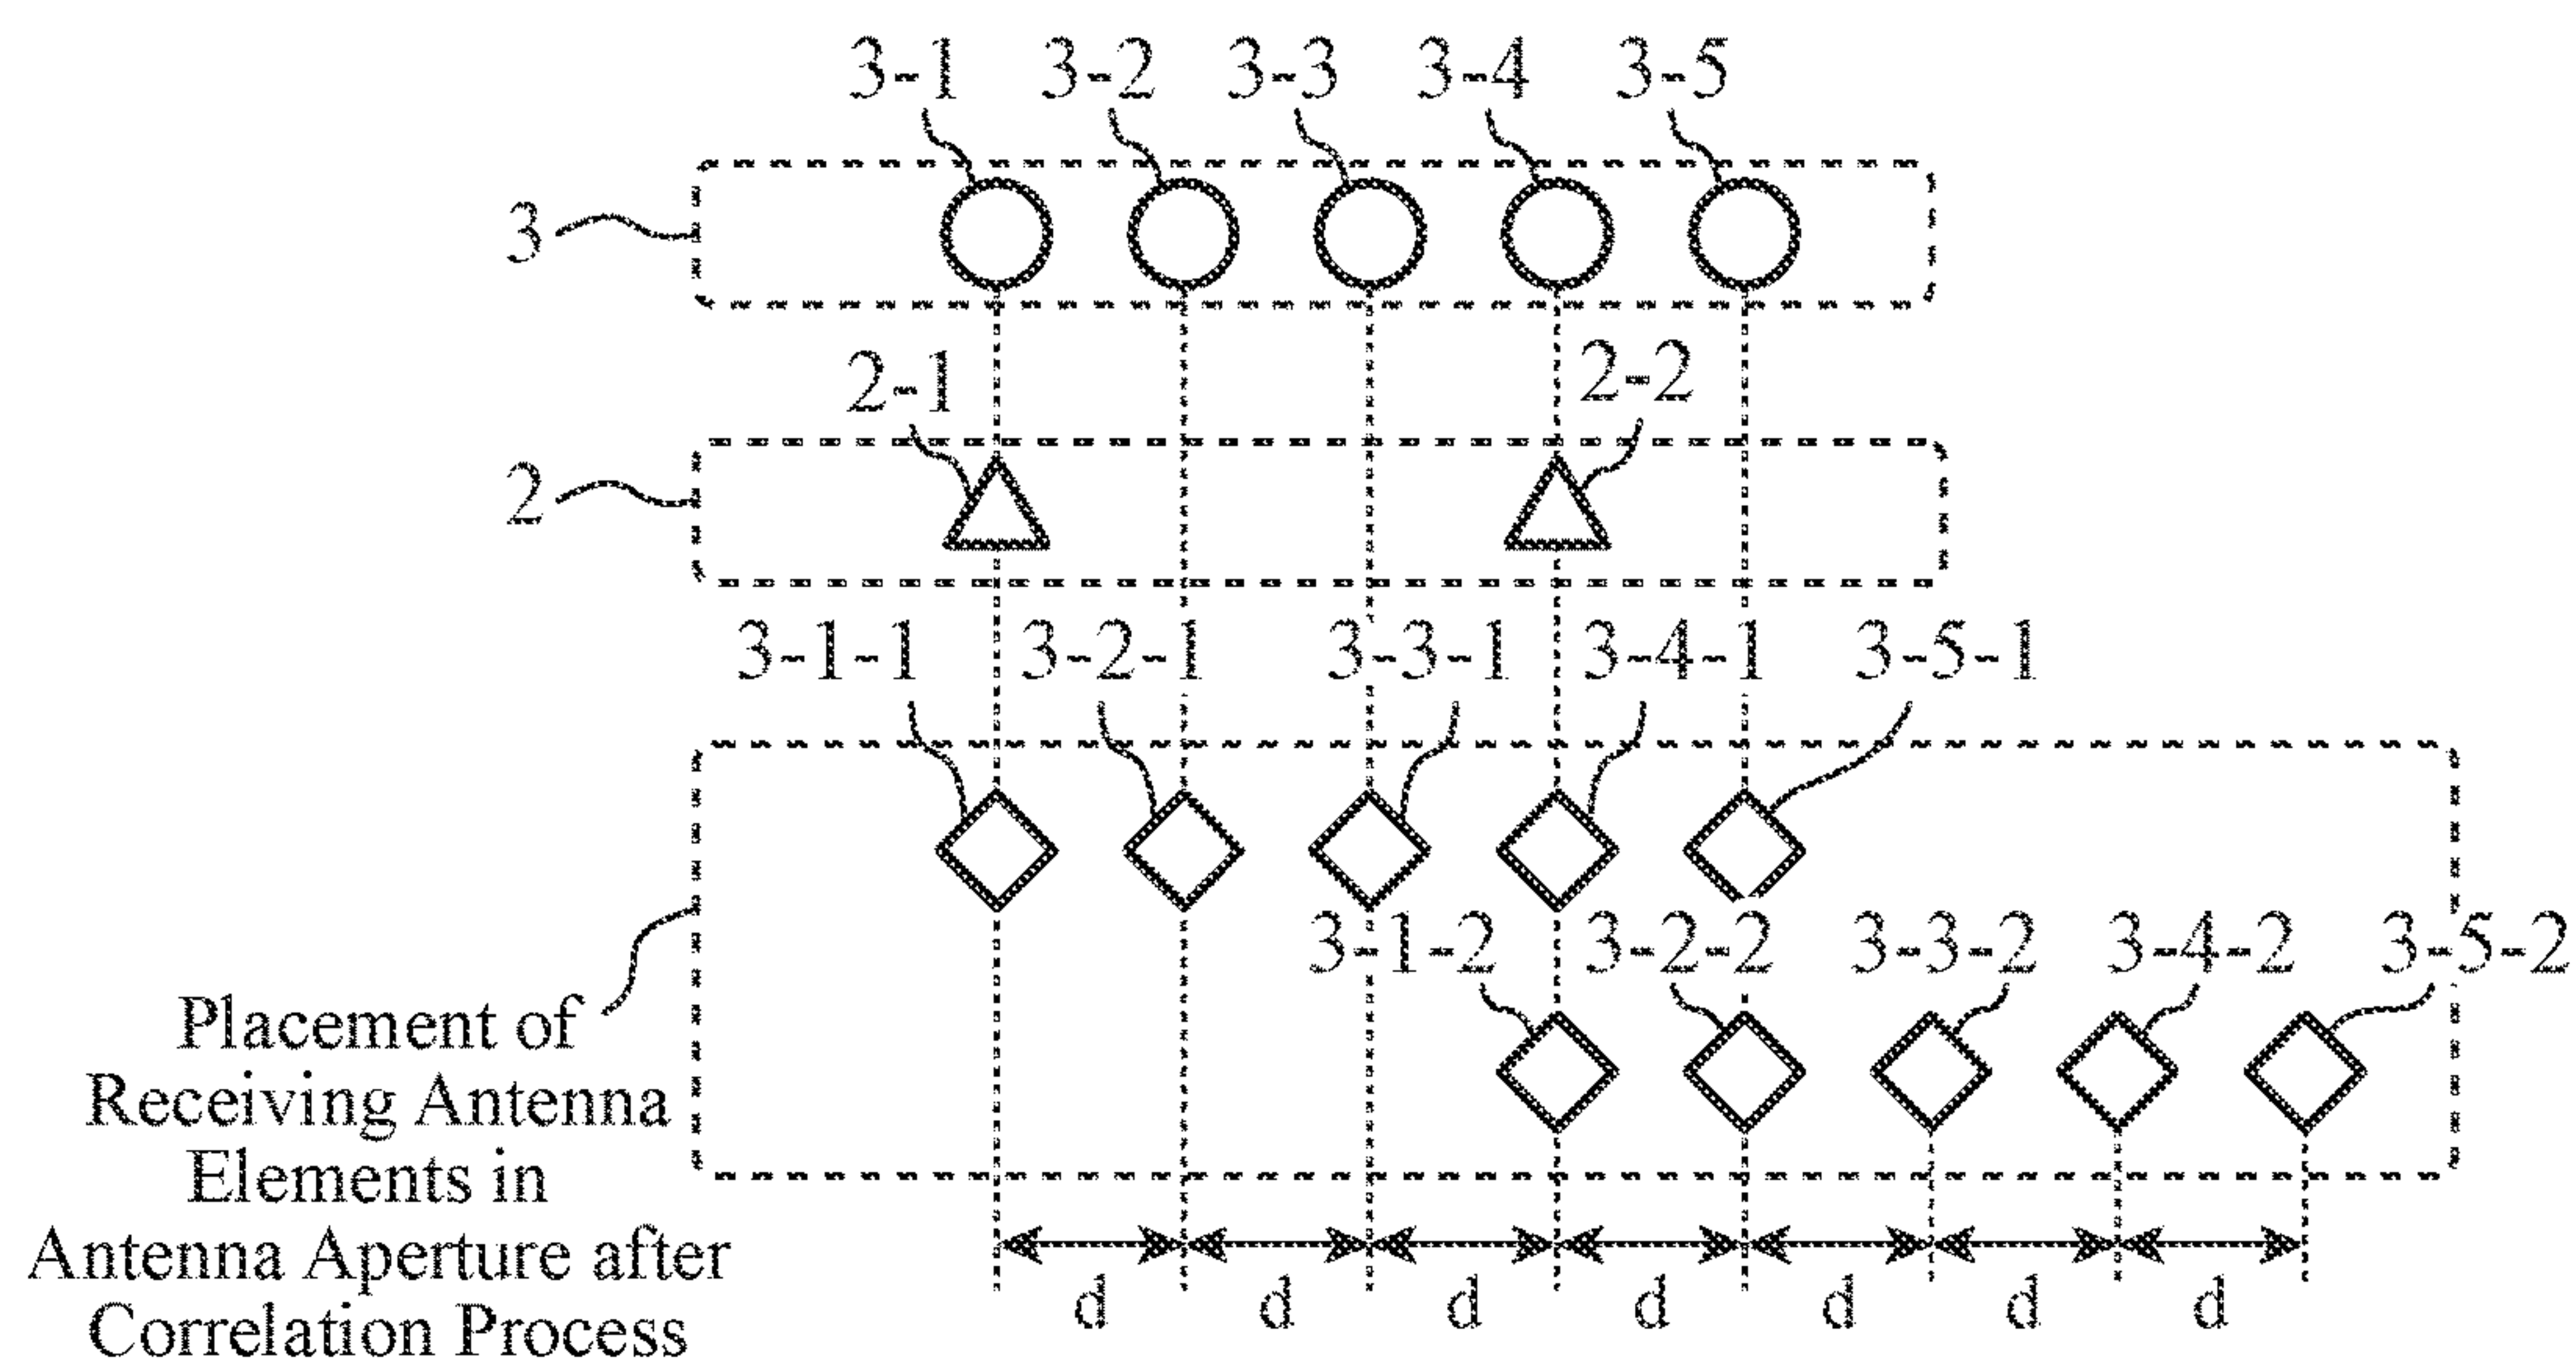 3-1 3-2 3-3 3-4 3-5
3
2-1 2-2
2
3-1-1 3-2-1 3-3-1 3-4-1 3-5-1
3-1-2 3-2-2 3-3-2 3-4-2 3-5-2
Placement of
Receiving Antenna
Elements in
Antenna Aperture after
Correlation Process
d d d d d d d